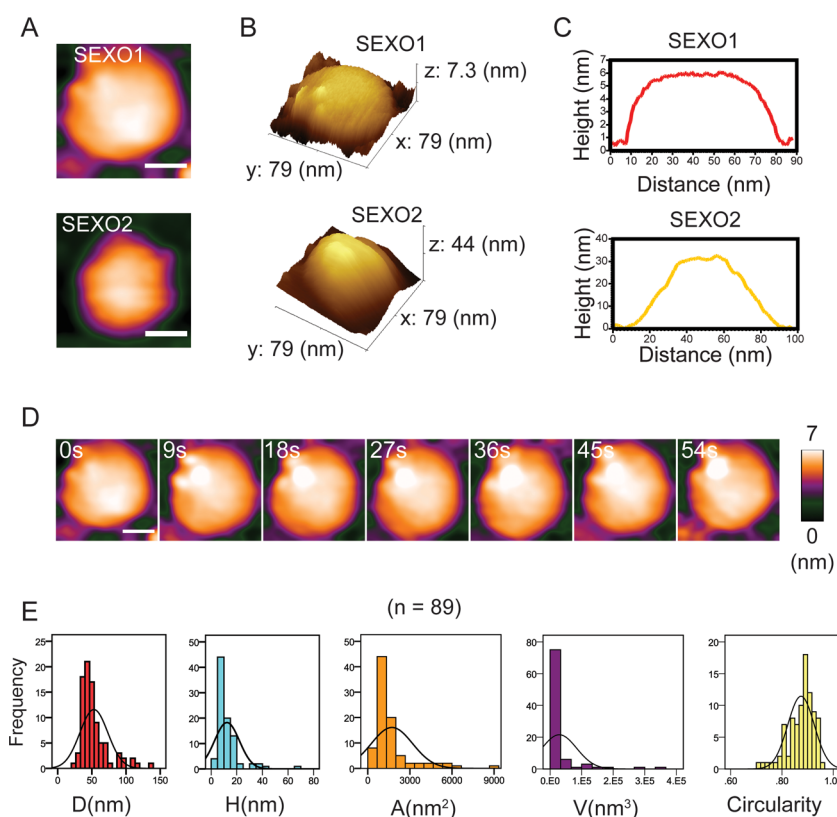 A
SEXO1
SEXO2
B
SEXO1
z: 7.3 (nm)
x: 79 (nm)
y: 79 (nm)
SEXO2
z: 44 (nm)
x: 79 (nm)
y: 79 (nm)
C
SEXO1
Height (nm)
7
6
5
4
3
2
1
0
0 10 20 30 40 50 60 70 80 90
Distance (nm)
SEXO2
Height (nm)
40
30
20
10
0
0 20 40 60 80 100
Distance (nm)
D
0s 9s 18s 27s 36s 45s 54s
7
0
(nm)
E
(n = 89)
Frequency
25
20
15
10
5
0
0 50 100 150
D(nm)
50
40
30
20
10
0
0 20 40 60 80
H(nm)
50
40
30
20
10
0
0 3000 6000 9000
A(nm²)
80
60
40
20
0
0.E0 1.E5 2.E5 4.E5
V(nm³)
20
15
10
5
0
.60 .80 1.0
Circularity